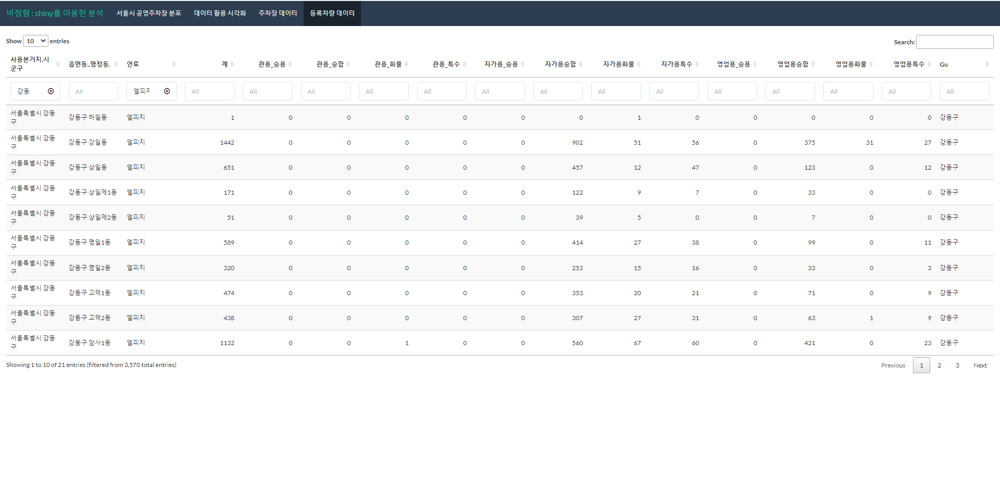 비정형 : shiny를 이용한 분석 서울시 공영주차장 분포 데이터 활용 시각화 주차장 데이터 등록차량 데이터
Show 10 entries Search:
사용본거지.시
군구 읍면동..행정동. 연료 계 관용_승용 관용_승합 관용_화물 관용_특수 자가용_승용 자가용승합 자가용화물 자가용특수 영업용_승용 영업용승합 영업용화물 영업용특수 Gu
강동 All 엘피지 All All All All All All All All All All All All All All
서울특별시 강동
구 강동구 하일동 엘피지 1 0 0 0 0 0 0 1 0 0 0 0 0 강동구
서울특별시 강동
구 강동구 강일동 엘피지 1442 0 0 0 0 0 902 51 56 0 375 31 27 강동구
서울특별시 강동
구 강동구 상일동 엘피지 651 0 0 0 0 0 457 12 47 0 123 0 12 강동구
서울특별시 강동
구 강동구 상일제1동 엘피지 171 0 0 0 0 0 122 9 7 0 33 0 0 강동구
서울특별시 강동
구 강동구 상일제2동 엘피지 51 0 0 0 0 0 39 5 0 0 7 0 0 강동구
서울특별시 강동
구 강동구 명일1동 엘피지 589 0 0 0 0 0 414 27 38 0 99 0 11 강동구
서울특별시 강동
구 강동구 명일2동 엘피지 320 0 0 0 0 0 253 15 16 0 33 0 3 강동구
서울특별시 강동
구 강동구 고덕1동 엘피지 474 0 0 0 0 0 353 20 21 0 71 0 9 강동구
서울특별시 강동
구 강동구 고덕2동 엘피지 438 0 0 0 0 0 307 27 31 0 63 1 9 강동구
서울특별시 강동
구 강동구 암사1동 엘피지 1132 0 0 1 0 0 560 67 60 0 421 0 23 강동구
Showing 1 to 10 of 21 entries (filtered from 3,570 total entries) Previous 1 2 3 Next